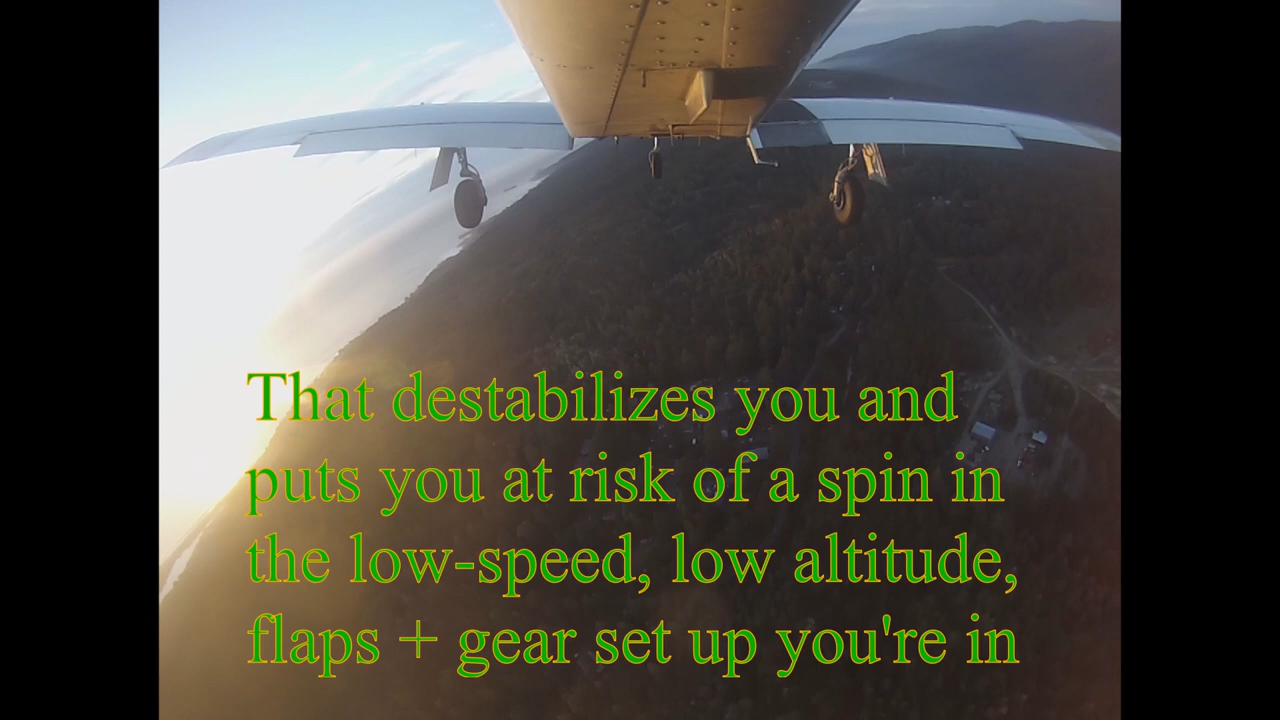 That destabilizes you and
puts you at risk of a spin in
the low-speed, low altitude,
flaps + gear set up you're in